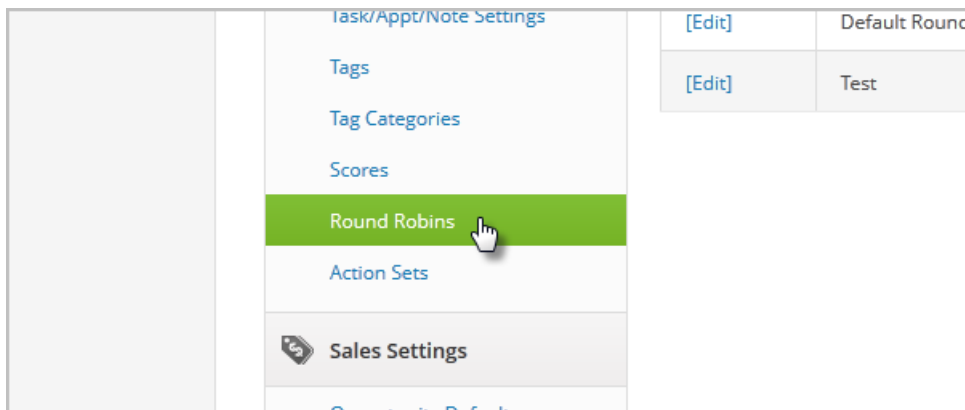 Task/Appt/Note Settings
Tags
Tag Categories
Scores
Round Robins
Action Sets
Sales Settings
[Edit] Default Round
[Edit] Test